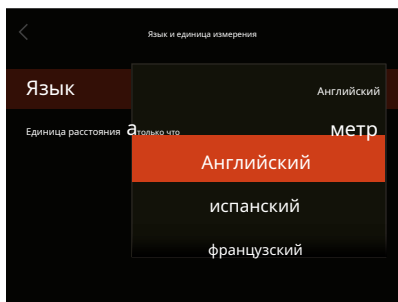 Язык и единица измерения
Язык Английский
Единица расстояния а только что метр
Английский
испанский
французский